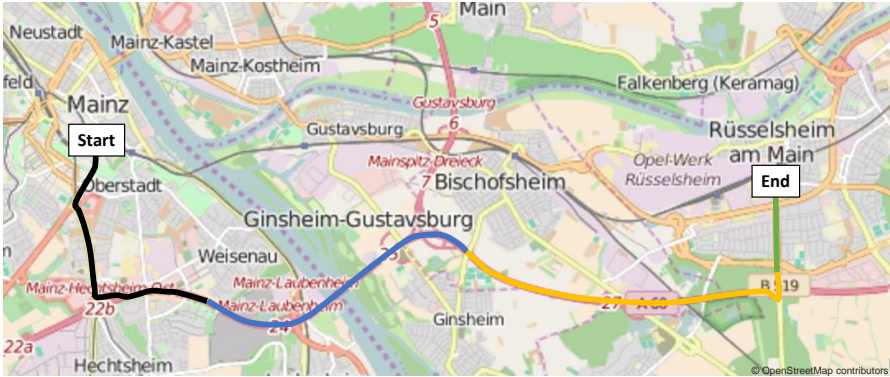 Main
5
Neustadt
Mainz-Kastel
Mainz-Kostheim
feld
Mainz
Falkenberg (Keramag)
Gustavsburg
6
Start
Gustavsburg
Rüsselsheim
am Main
Mainspitz-Dreieck
Opel-Werk
Rüsselsheim
7
Bischofsheim
End
Oberstadt
Ginsheim-Gustavsburg
Weisenau
Mainz-Hechtsheim-Ost
22b
Mainz-Laubenheim
Mainz-Laubenheim
24
27
A 60
B 519
22a
Ginsheim
Hechtsheim
© OpenStreetMap contributors